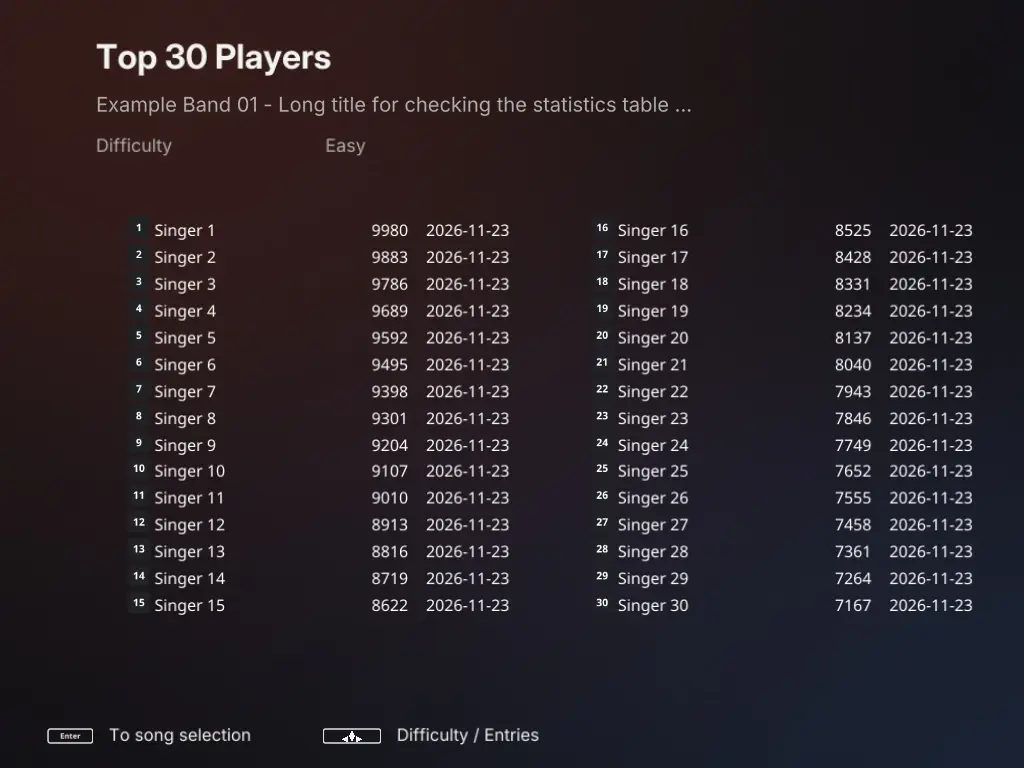 Top 30 Players
Example Band 01 - Long title for checking the statistics table ...
Difficulty Easy
1 Singer 1 9980 2026-11-23
2 Singer 2 9883 2026-11-23
3 Singer 3 9786 2026-11-23
4 Singer 4 9689 2026-11-23
5 Singer 5 9592 2026-11-23
6 Singer 6 9495 2026-11-23
7 Singer 7 9398 2026-11-23
8 Singer 8 9301 2026-11-23
9 Singer 9 9204 2026-11-23
10 Singer 10 9107 2026-11-23
11 Singer 11 9010 2026-11-23
12 Singer 12 8913 2026-11-23
13 Singer 13 8816 2026-11-23
14 Singer 14 8719 2026-11-23
15 Singer 15 8622 2026-11-23
16 Singer 16 8525 2026-11-23
17 Singer 17 8428 2026-11-23
18 Singer 18 8331 2026-11-23
19 Singer 19 8234 2026-11-23
20 Singer 20 8137 2026-11-23
21 Singer 21 8040 2026-11-23
22 Singer 22 7943 2026-11-23
23 Singer 23 7846 2026-11-23
24 Singer 24 7749 2026-11-23
25 Singer 25 7652 2026-11-23
26 Singer 26 7555 2026-11-23
27 Singer 27 7458 2026-11-23
28 Singer 28 7361 2026-11-23
29 Singer 29 7264 2026-11-23
30 Singer 30 7167 2026-11-23
Enter To song selection Difficulty / Entries